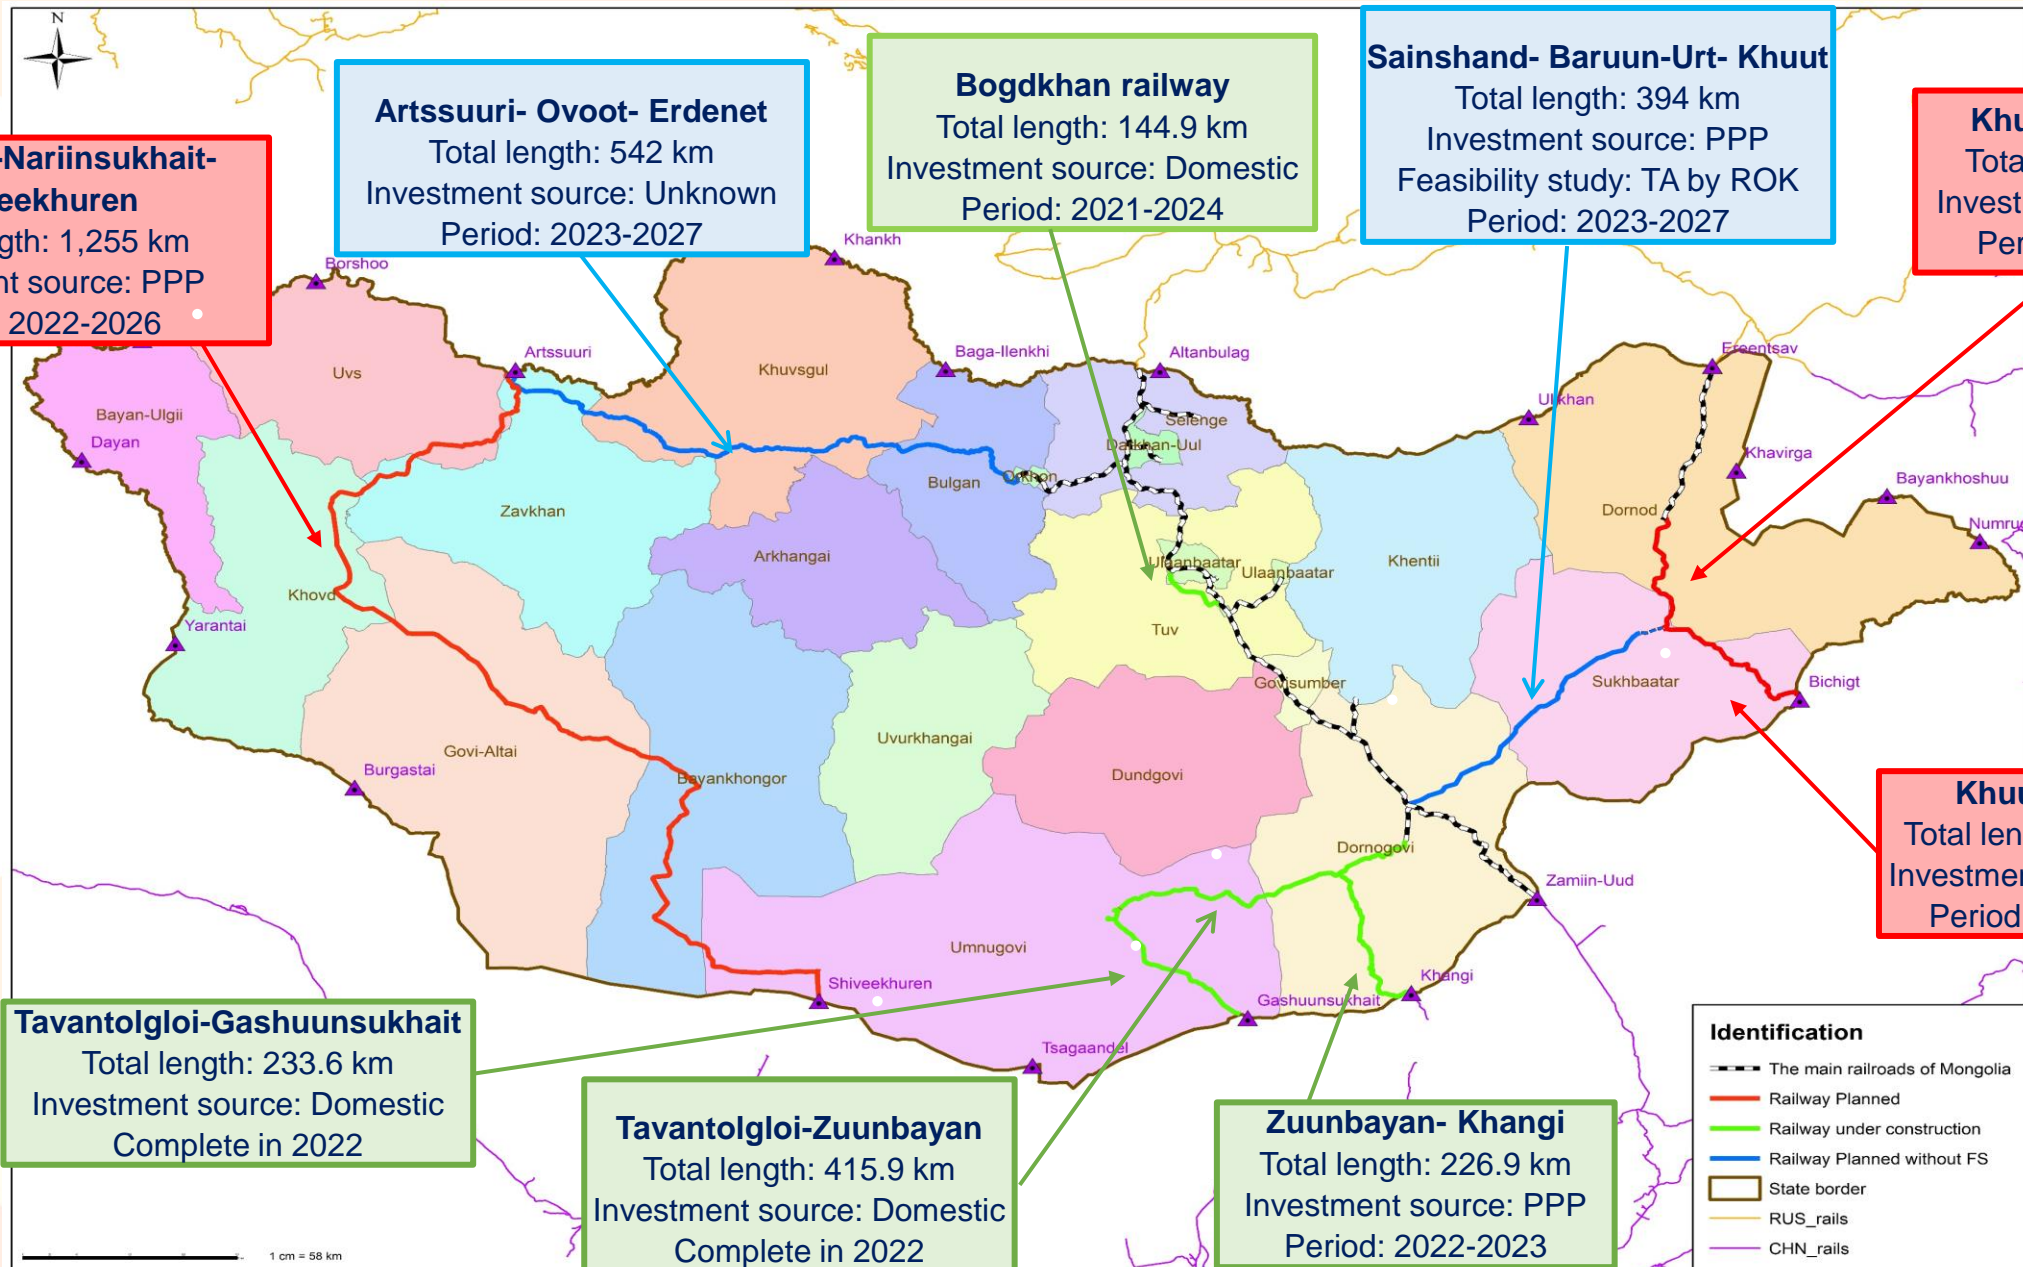 N
Artssuuri- Ovoot- Erdenet
Total length: 542 km
Investment source: Unknown
Period: 2023-2027
Bogdkhan railway
Total length: 144.9 km
Investment source: Domestic
Period: 2021-2024
Sainshand- Baruun-Urt- Khuut
Total length: 394 km
Investment source: PPP
Feasibility study: TA by ROK
Period: 2023-2027
-Nariinsukhait-
1,255 km
source: PPP
2022-2026
Borshoo
Khankh
Artssuuri
Baga-Ilenkhi
Altanbulag
Ereentsav
Uvs
Khuvsgul
Bayan-Ulgii
Dayan
Selenge
Darkhan-Uul
Ulikhan
Khavirga
Bayankhoshuu
Bulgan
Orkhon
Zavkhan
Dornod
Arkhangai
Khentii
Ulaanbaatar
Ulaanbaatar
Khovd
Yarantai
Tuv
Govisumber
Sukhbaatar
Bichigt
Govi-Altai
Uvurkhangai
Burgastai
Bayankhongor
Dundgovi
Dornogovi
Zamiin-Uud
Umnugovi
Shiveekhuren
Khangi
Gashuunsukhait
Tsagaandel
Tavantolgloi-Gashuunsukhait
Total length: 233.6 km
Investment source: Domestic
Complete in 2022
Tavantolgloi-Zuunbayan
Total length: 415.9 km
Investment source: Domestic
Complete in 2022
Zuunbayan- Khangi
Total length: 226.9 km
Investment source: PPP
Period: 2022-2023
Total
Period
Identification
The main railroads of Mongolia
Railway Planned
Railway under construction
Railway Planned without FS
State border
RUS_rails
CHN_rails
1 cm = 58 km